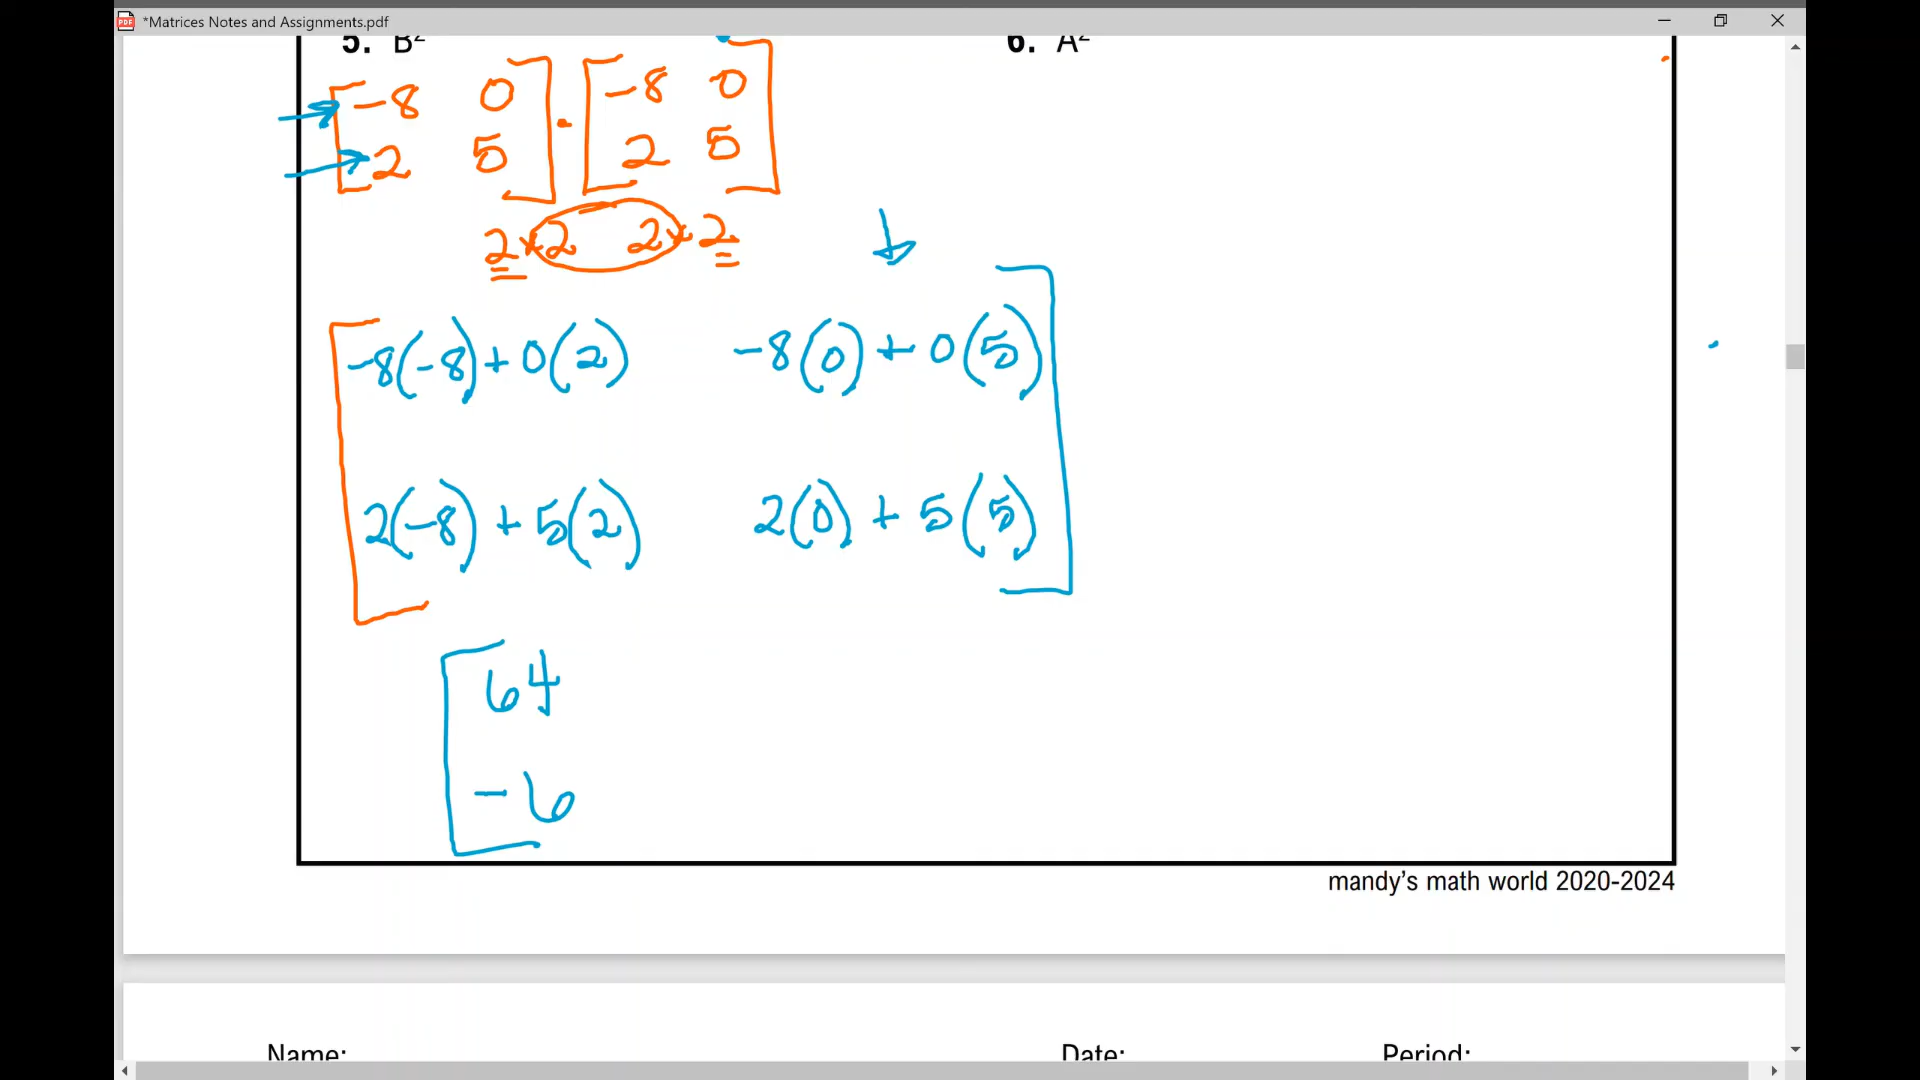 *Matrices Notes and Assignments.pdf
5. B²
6. A²
-8 0 · -8 0
2 5 2 5
2×2 2×2
-8(-8)+0(2) -8(0)+0(5)
2(-8)+5(2) 2(0)+5(5)
64
-6
mandy's math world 2020-2024
Name:
Date:
Period: